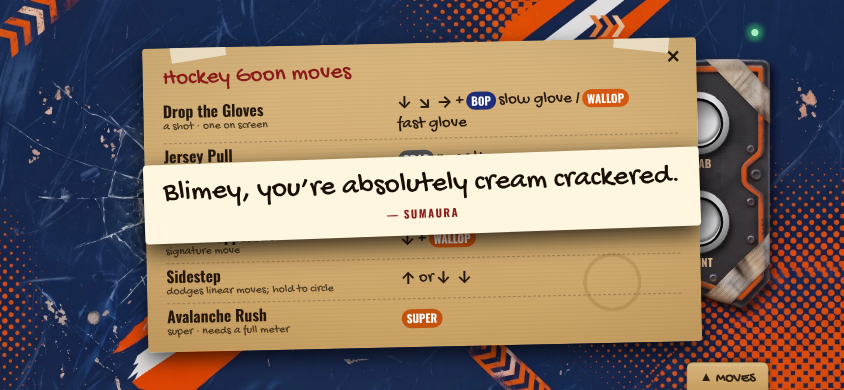 Hockey Goon moves
Drop the Gloves
a shot · one on screen
↓ ↘ → + BOP slow glove / WALLOP
fast glove
Jersey Pull
Blimey, you're absolutely cream crackered.
— SUMAURA
signature move
↓ + WALLOP
Sidestep
dodges linear moves; hold to circle
↑ or ↓ ↓
Avalanche Rush
super · needs a full meter
SUPER
▲ MOVES